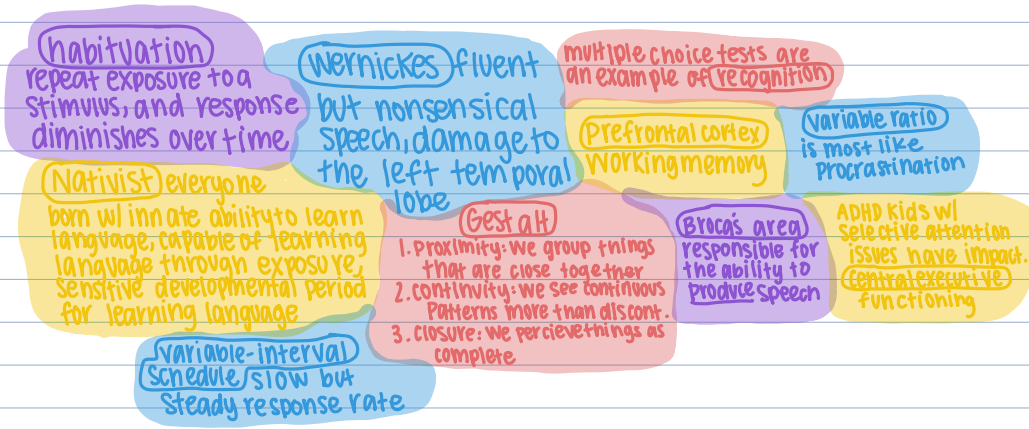 habituation
repeat exposure to a
stimulus, and response
diminishes over time
Wernickes fluent
but nonsensical
speech, damage to
the left temporal
lobe
multiple choice tests are
an example of recognition
Prefrontal cortex
working memory
variable ratio
is most like
Procrastination
Nativist everyone
born w/ innate ability to learn
language, capable of learning
language through exposure,
sensitive developmental period
for learning language
Gestalt
1. Proximity: we group things
that are close together
2. continuity: we see continuous
Patterns more than discont.
3. closure: we percieve things as
complete
Broca's area
responsible for
the ability to
produce speech
ADHD kids w/
selective attention
issues have impact.
central executive
functioning
variable-interval
schedule slow but
steady response rate